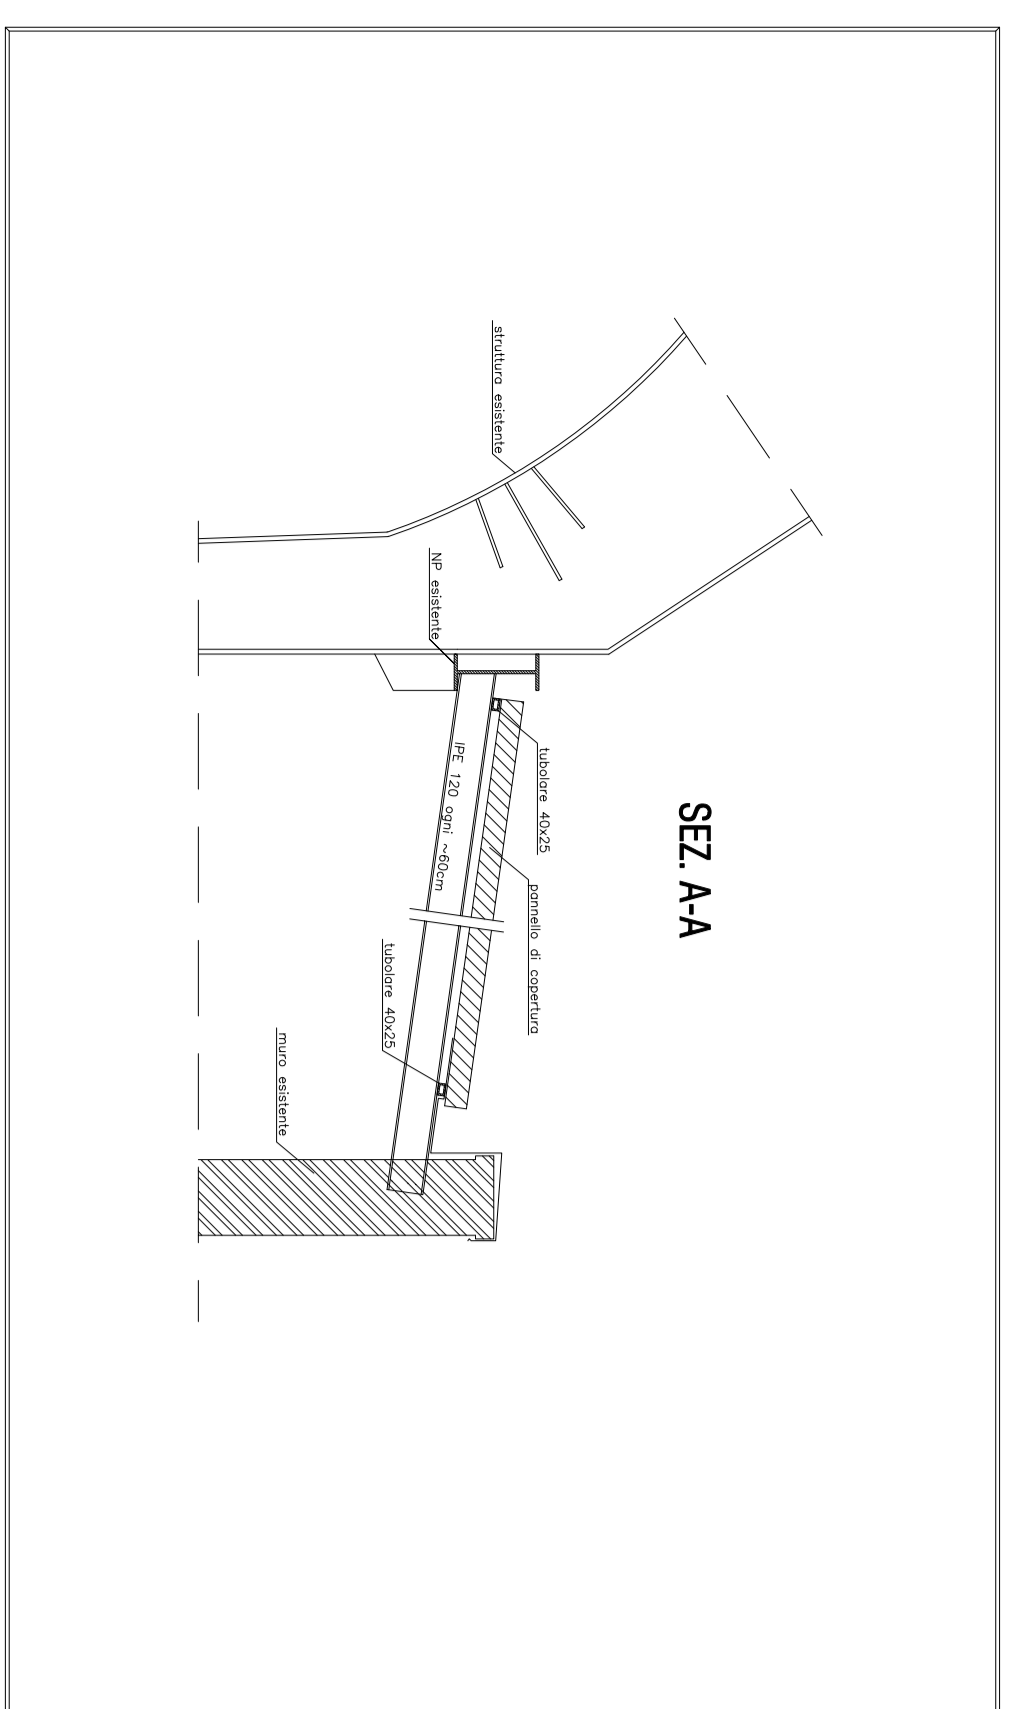 SEZ. A-A
struttura esistente
NP esistente
tubolare 40x25
pannello di copertura
IPE 120 ogni ~60cm
tubolare 40x25
muro esistente